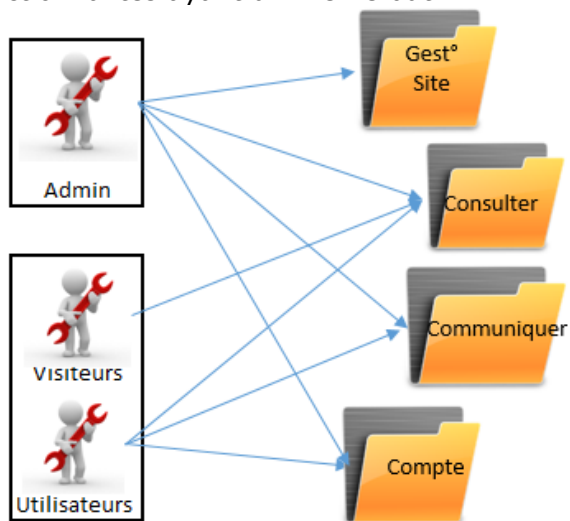 Gest°
Site
Admin
Consulter
Visiteurs
Communiquer
Utilisateurs
Compte